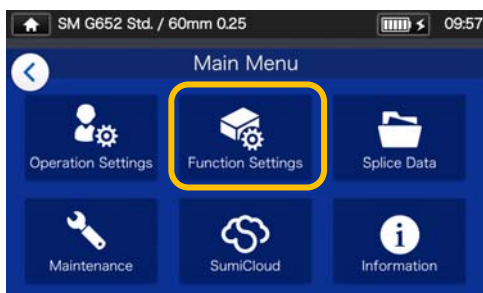 SM G652 Std. / 60mm 0.25 09:57
Main Menu
Operation Settings Function Settings Splice Data
Maintenance SumiCloud Information